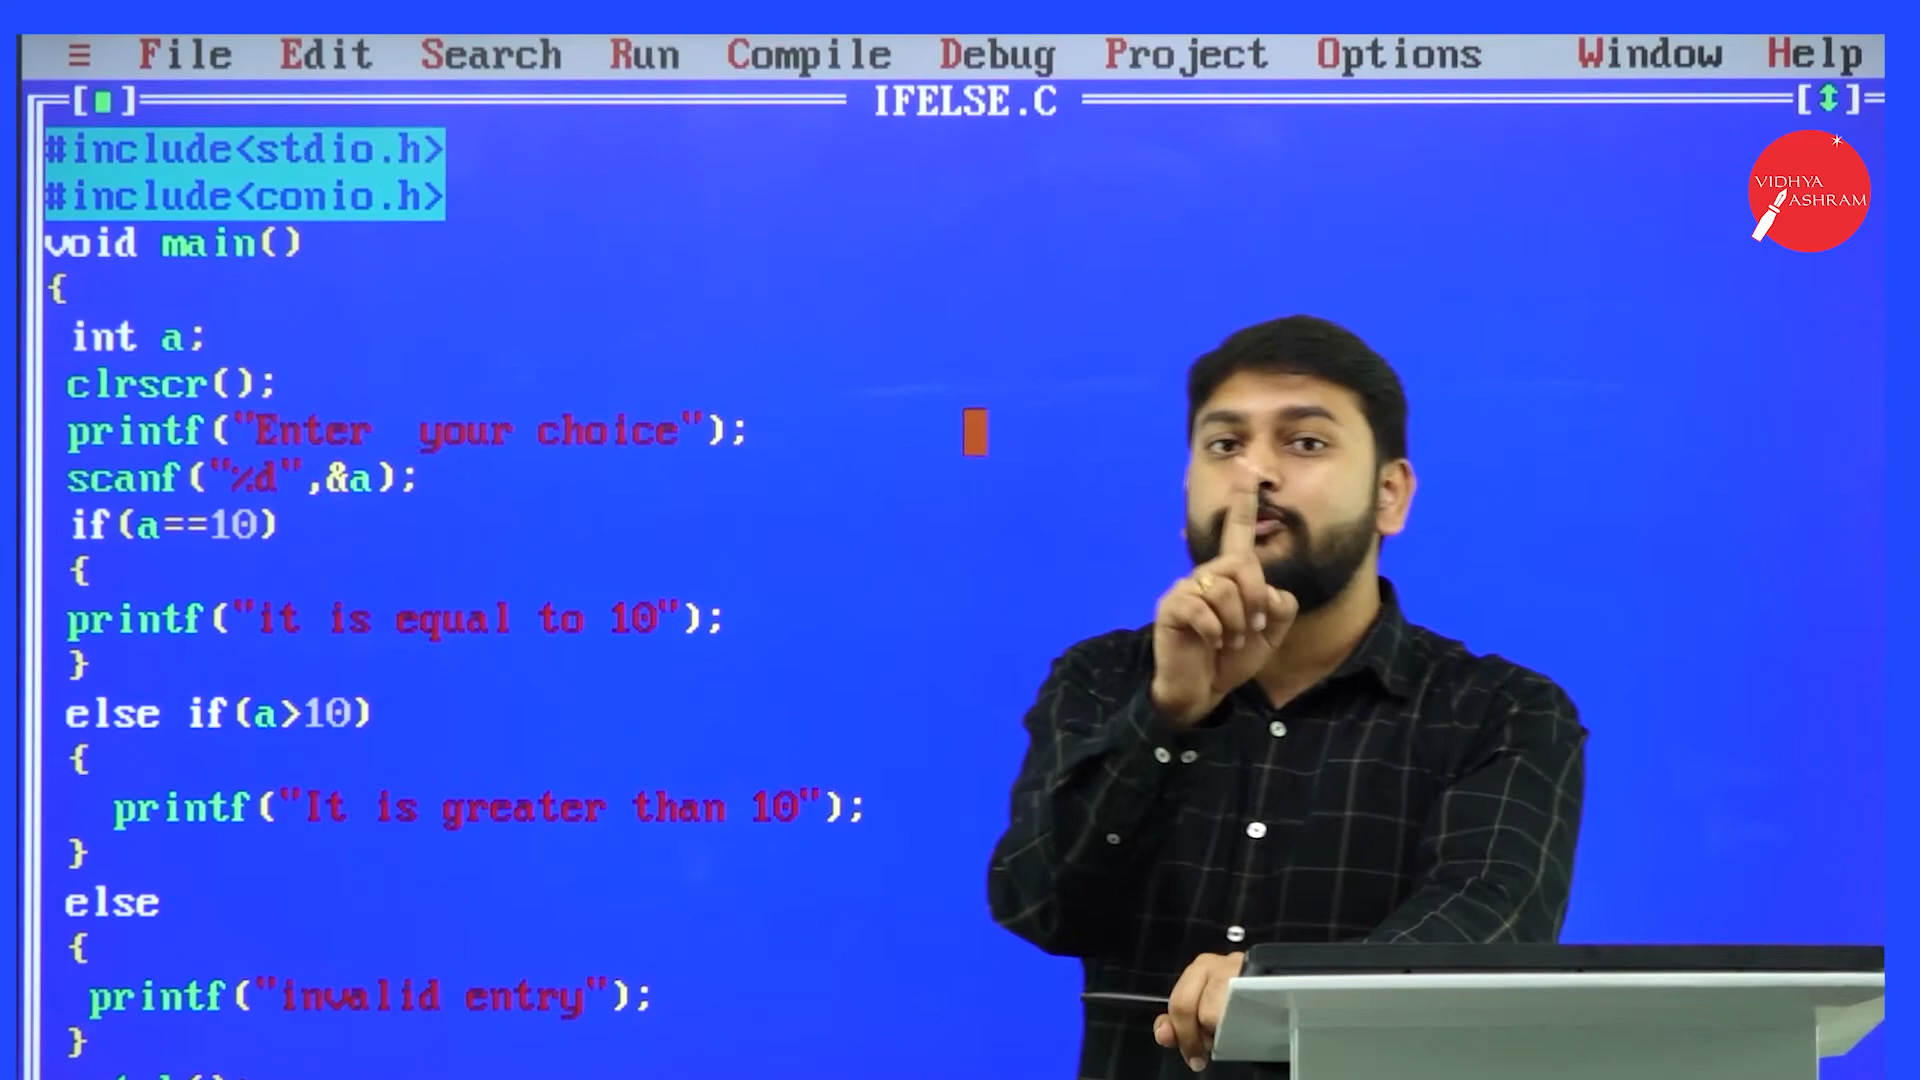 ≡ File Edit Search Run Compile Debug Project Options Window Help
[■] IFELSE.C [↕]
#include<stdio.h>
#include<conio.h>
void main()
{
int a;
clrscr();
printf("Enter  your choice");
scanf("%d",&a);
if(a==10)
{
printf("it is equal to 10");
}
else if(a>10)
{
printf("It is greater than 10");
}
else
{
printf("invalid entry");
}
VIDHYA
ASHRAM